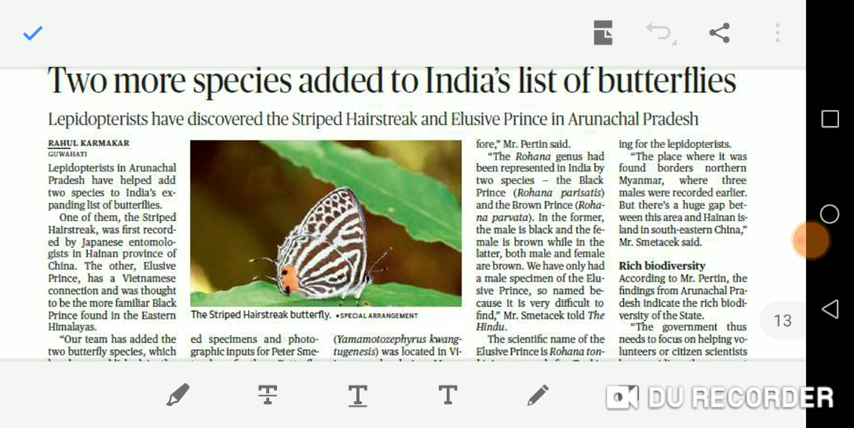 Two more species added to India's list of butterflies
Lepidopterists have discovered the Striped Hairstreak and Elusive Prince in Arunachal Pradesh
RAHUL KARMAKAR
GUWAHATI
Lepidopterists in Arunachal
Pradesh have helped add
two species to India's ex-
panding list of butterflies.
One of them, the Striped
Hairstreak, was first record-
ed by Japanese entomolo-
gists in Hainan province of
China. The other, Elusive
Prince, has a Vietnamese
connection and was thought
to be the more familiar Black
Prince found in the Eastern
Himalayas.
"Our team has added the
two butterfly species, which
The Striped Hairstreak butterfly. ▪SPECIAL ARRANGEMENT
ed specimens and photo-
graphic inputs for Peter Sme-
(Yamamotozephyrus kwang-
tugenesis) was located in Vi-
fore," Mr. Pertin said.
"The Rohana genus had
been represented in India by
two species – the Black
Prince (Rohana parisatis)
and the Brown Prince (Roha-
na parvata). In the former,
the male is black and the fe-
male is brown while in the
latter, both male and female
are brown. We have only had
a male specimen of the Elu-
sive Prince, so named be-
cause it is very difficult to
find," Mr. Smetacek told The
Hindu.
The scientific name of the
Elusive Prince is Rohana ton-
ing for the lepidopterists.
"The place where it was
found borders northern
Myanmar, where three
males were recorded earlier.
But there's a huge gap bet-
ween this area and Hainan is-
land in south-eastern China,"
Mr. Smetacek said.
Rich biodiversity
According to Mr. Pertin, the
findings from Arunachal Pra-
desh indicate the rich biodi-
versity of the State.
"The government thus
needs to focus on helping vo-
lunteers or citizen scientists
13
T T T
DU RECORDER